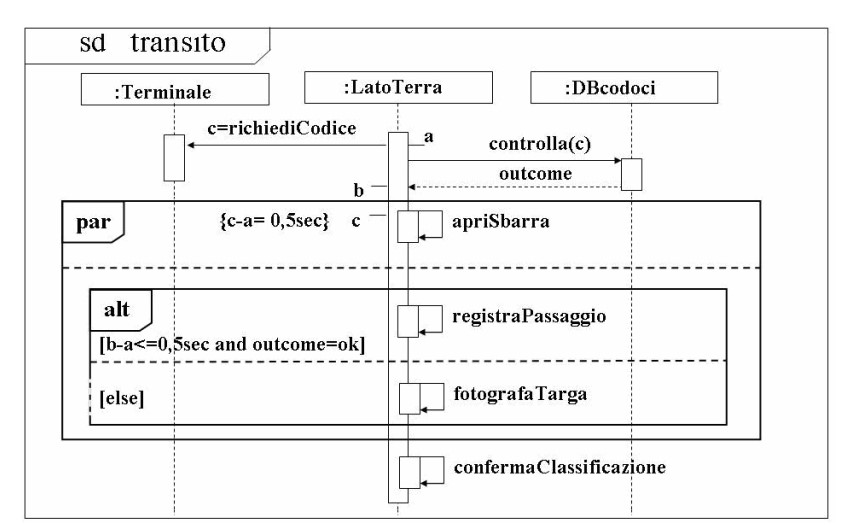 sd transito
:Terminale
:LatoTerra
:DBcodoci
c=richiediCodice
a
controlla(c)
outcome
b
par
{c-a= 0,5sec}
c
apriSbarra
alt
registraPassaggio
[b-a<=0,5sec and outcome=ok]
[else]
fotografaTarga
confermaClassificazione